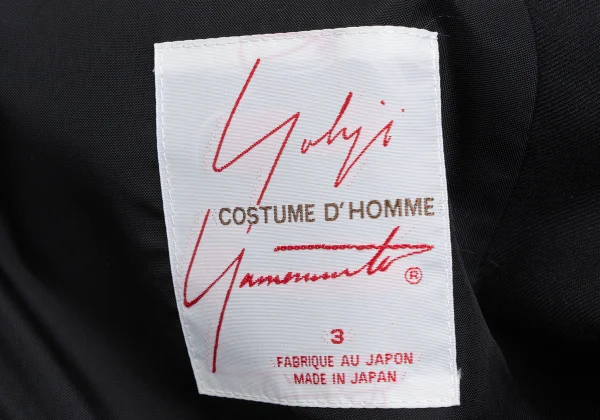 Yohji
COSTUME D'HOMME
Yamamoto ®
3
FABRIQUE AU JAPON
MADE IN JAPAN